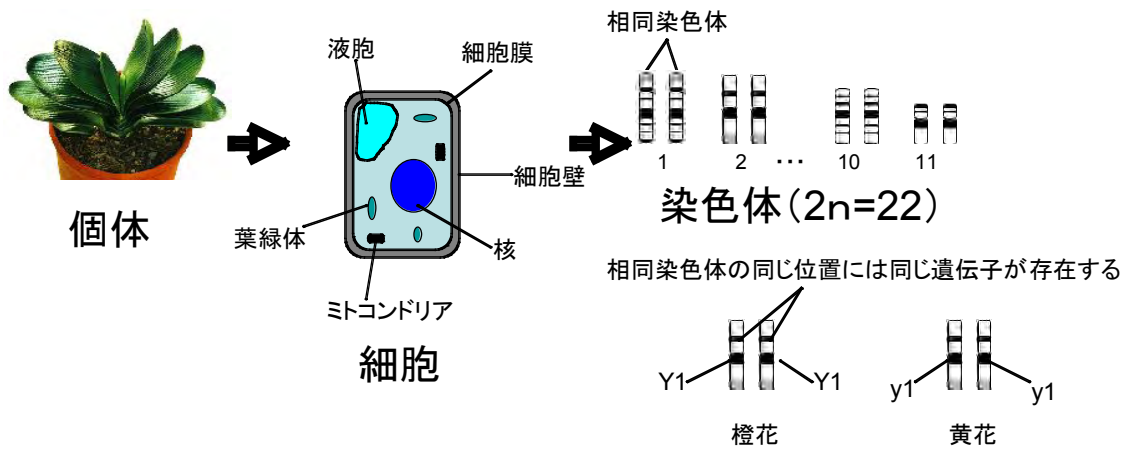 相同染色体
液胞
細胞膜
1
2
…
10
11
細胞壁
染色体(2n=22)
個体
葉緑体
核
相同染色体の同じ位置には同じ遺伝子が存在する
ミトコンドリア
細胞
Y1
Y1
y1
y1
橙花
黄花